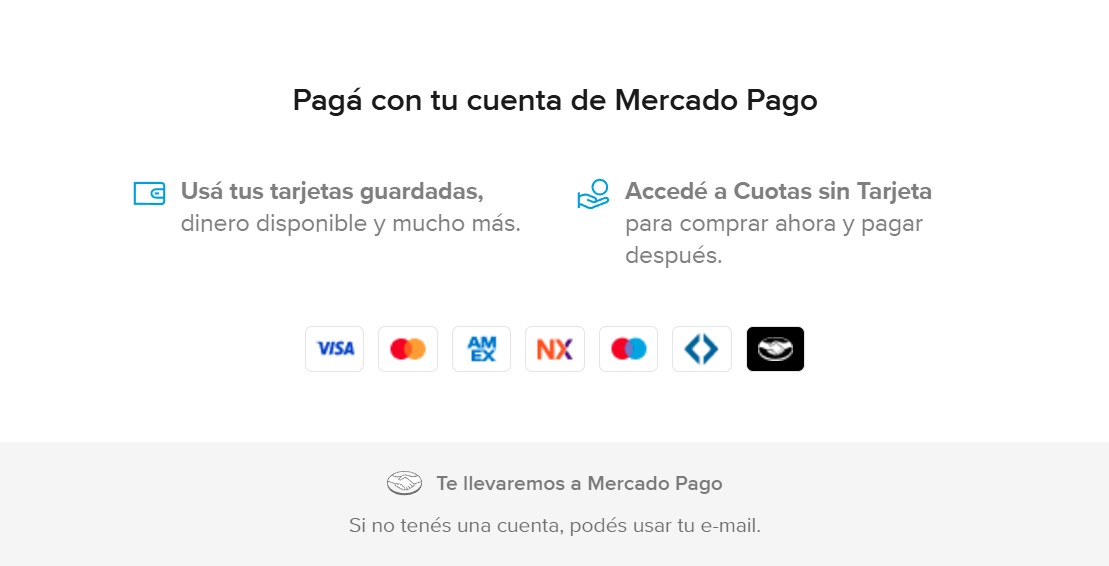 Pagá con tu cuenta de Mercado Pago
Usá tus tarjetas guardadas,
dinero disponible y mucho más.
Accedé a Cuotas sin Tarjeta
para comprar ahora y pagar
después.
VISA AMEX NX
Te llevaremos a Mercado Pago
Si no tenés una cuenta, podés usar tu e-mail.